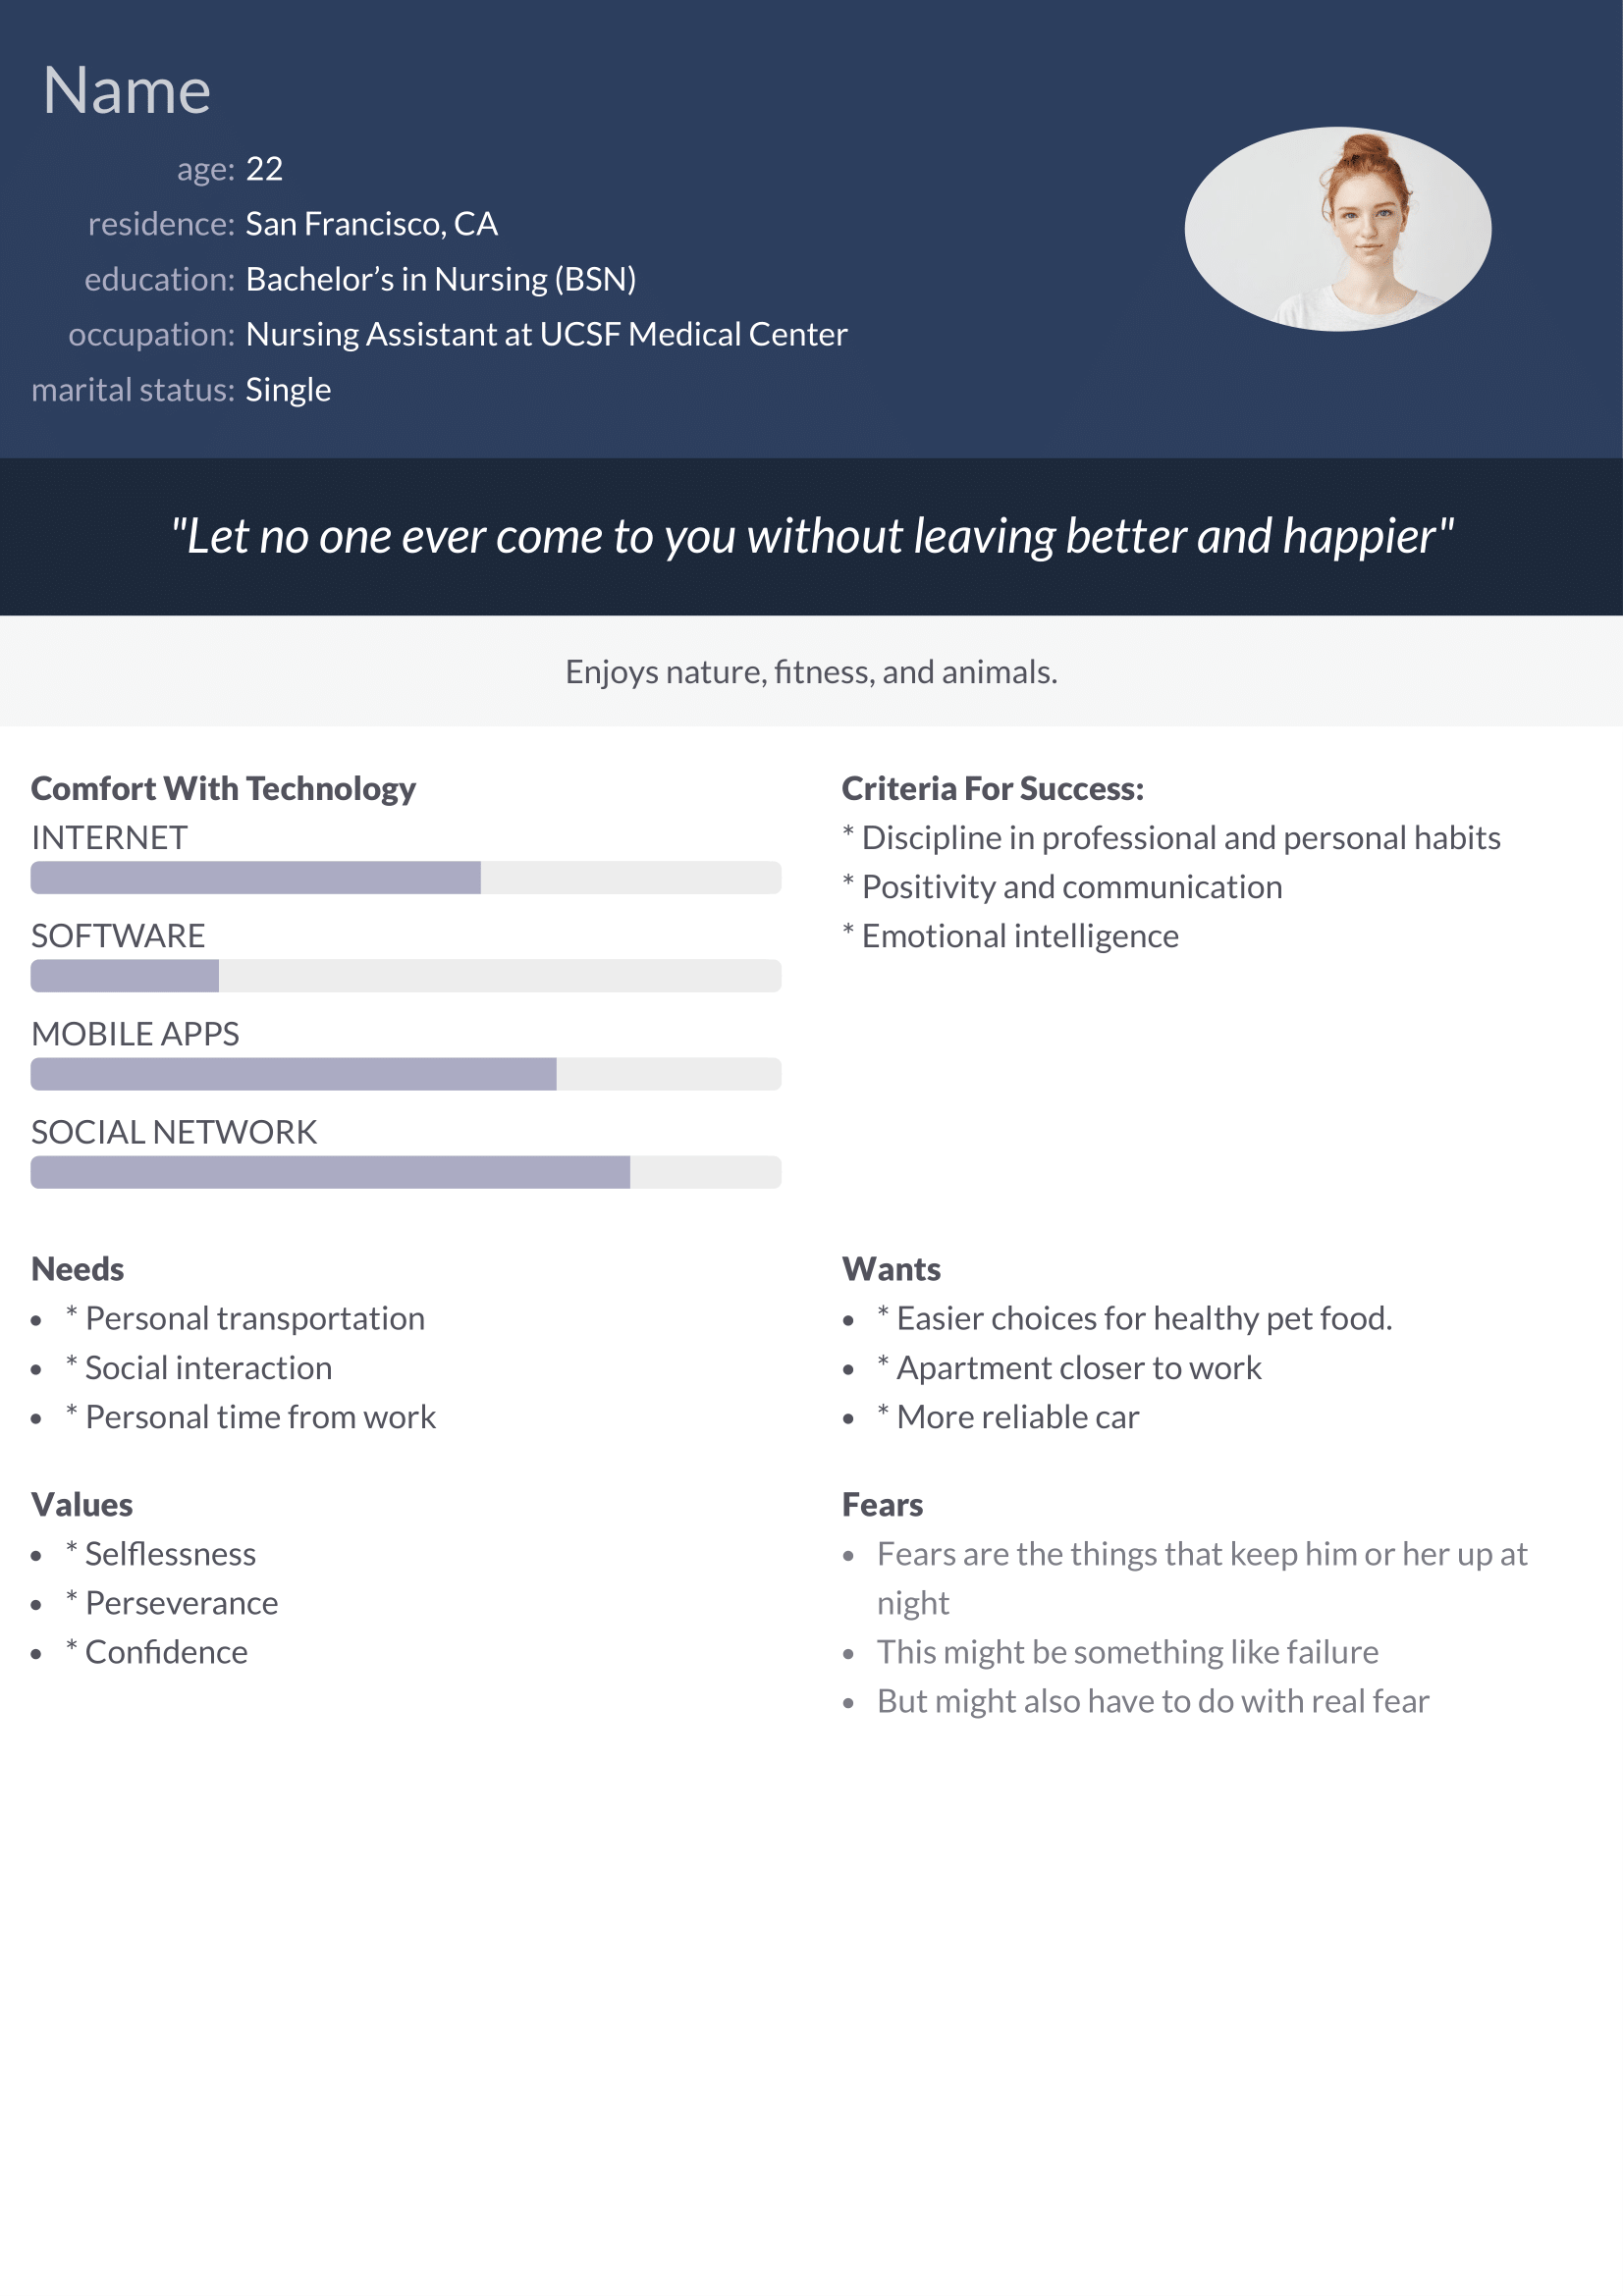 Name
age: 22
residence: San Francisco, CA
education: Bachelor’s in Nursing (BSN)
occupation: Nursing Assistant at UCSF Medical Center
marital status: Single
"Let no one ever come to you without leaving better and happier"
Enjoys nature, fitness, and animals.
Comfort With Technology
INTERNET
SOFTWARE
MOBILE APPS
SOCIAL NETWORK
Criteria For Success:
* Discipline in professional and personal habits
* Positivity and communication
* Emotional intelligence
Needs
• * Personal transportation
• * Social interaction
• * Personal time from work
Wants
• * Easier choices for healthy pet food.
• * Apartment closer to work
• * More reliable car
Values
• * Selflessness
• * Perseverance
• * Confidence
Fears
• Fears are the things that keep him or her up at
night
• This might be something like failure
• But might also have to do with real fear